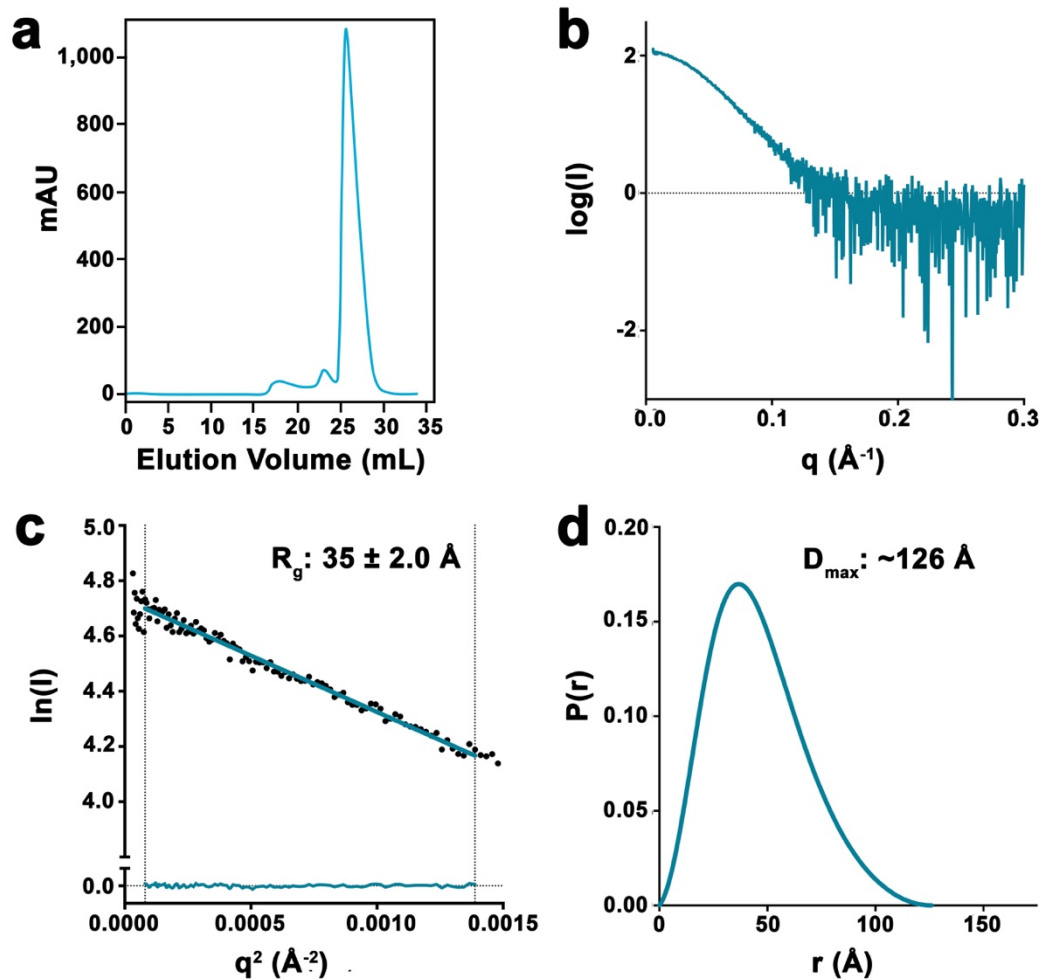 a
1,000
800
600
400
200
0
mAU
0 5 10 15 20 25 30 35
Elution Volume (mL)
b
2
0
-2
log(I)
0.0 0.1 0.2 0.3
q (Å⁻¹)
c
5.0
4.8
4.6
4.4
4.2
4.0
0.0
ln(I)
Rg: 35 ± 2.0 Å
0.0000 0.0005 0.0010 0.0015
q² (Å⁻²)
d
0.20
0.15
0.10
0.05
0.00
P(r)
Dmax: ~126 Å
0 50 100 150
r (Å)